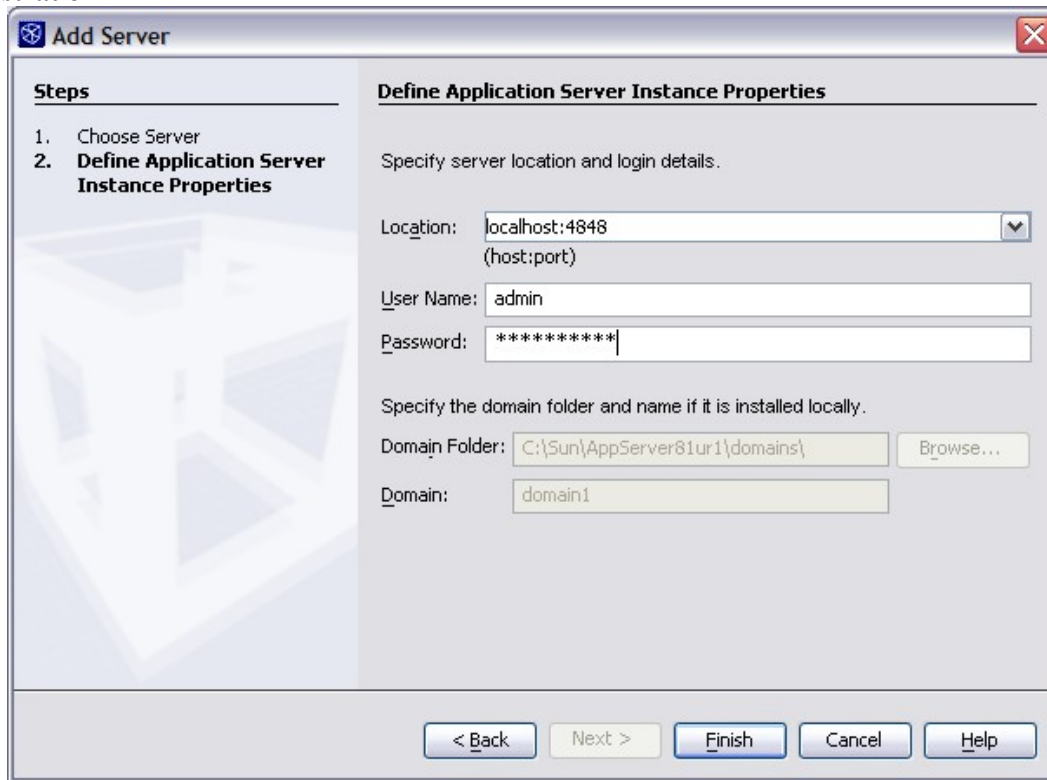 Add Server
Steps
1. Choose Server
2. Define Application Server
Instance Properties
Define Application Server Instance Properties
Specify server location and login details.
Location: localhost:4848
(host:port)
User Name: admin
Password: **********
Specify the domain folder and name if it is installed locally.
Domain Folder: C:\Sun\AppServer81ur1\domains\ Browse...
Domain: domain1
< Back Next > Finish Cancel Help